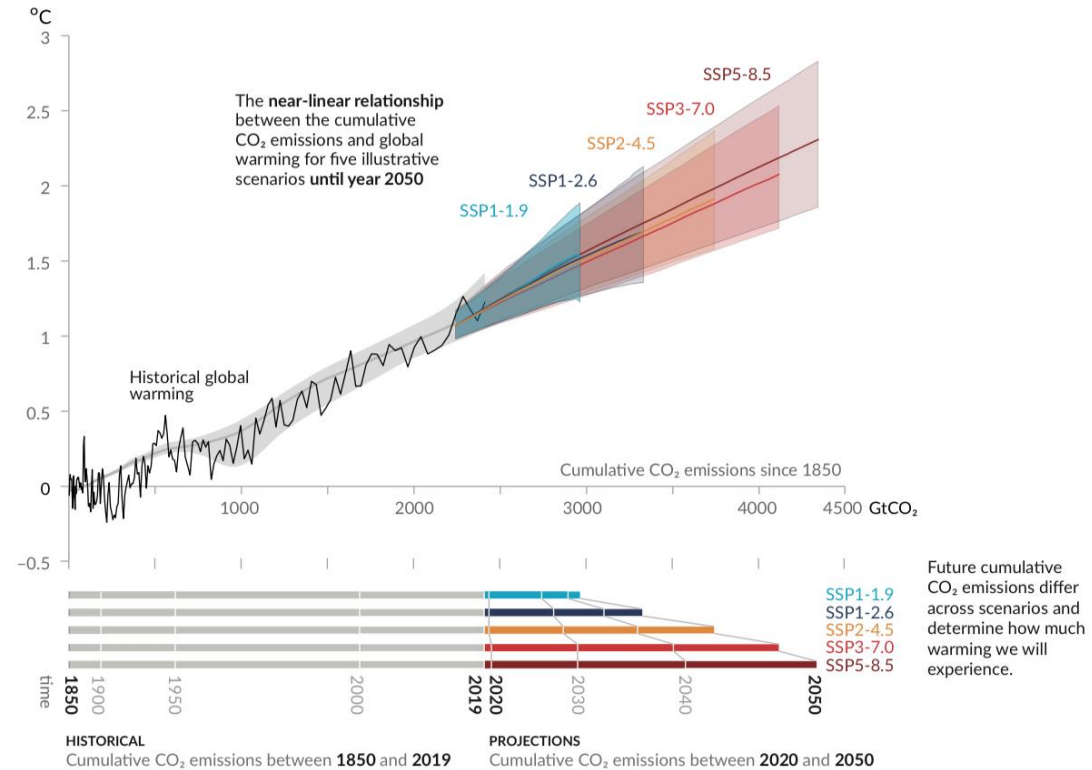 °C
3
SSP5-8.5
The near-linear relationship
between the cumulative
CO₂ emissions and global
warming for five illustrative
scenarios until year 2050
2.5
SSP3-7.0
SSP2-4.5
2
SSP1-2.6
SSP1-1.9
1.5
1
Historical global
warming
0.5
Cumulative CO₂ emissions since 1850
0
1000
2000
3000
4000
4500 GtCO₂
−0.5
Future cumulative
CO₂ emissions differ
across scenarios and
determine how much
warming we will
experience.
SSP1-1.9
SSP1-2.6
SSP2-4.5
SSP3-7.0
SSP5-8.5
time
1850
1900
1950
2000
2019
2020
2030
2040
2050
HISTORICAL
Cumulative CO₂ emissions between 1850 and 2019
PROJECTIONS
Cumulative CO₂ emissions between 2020 and 2050